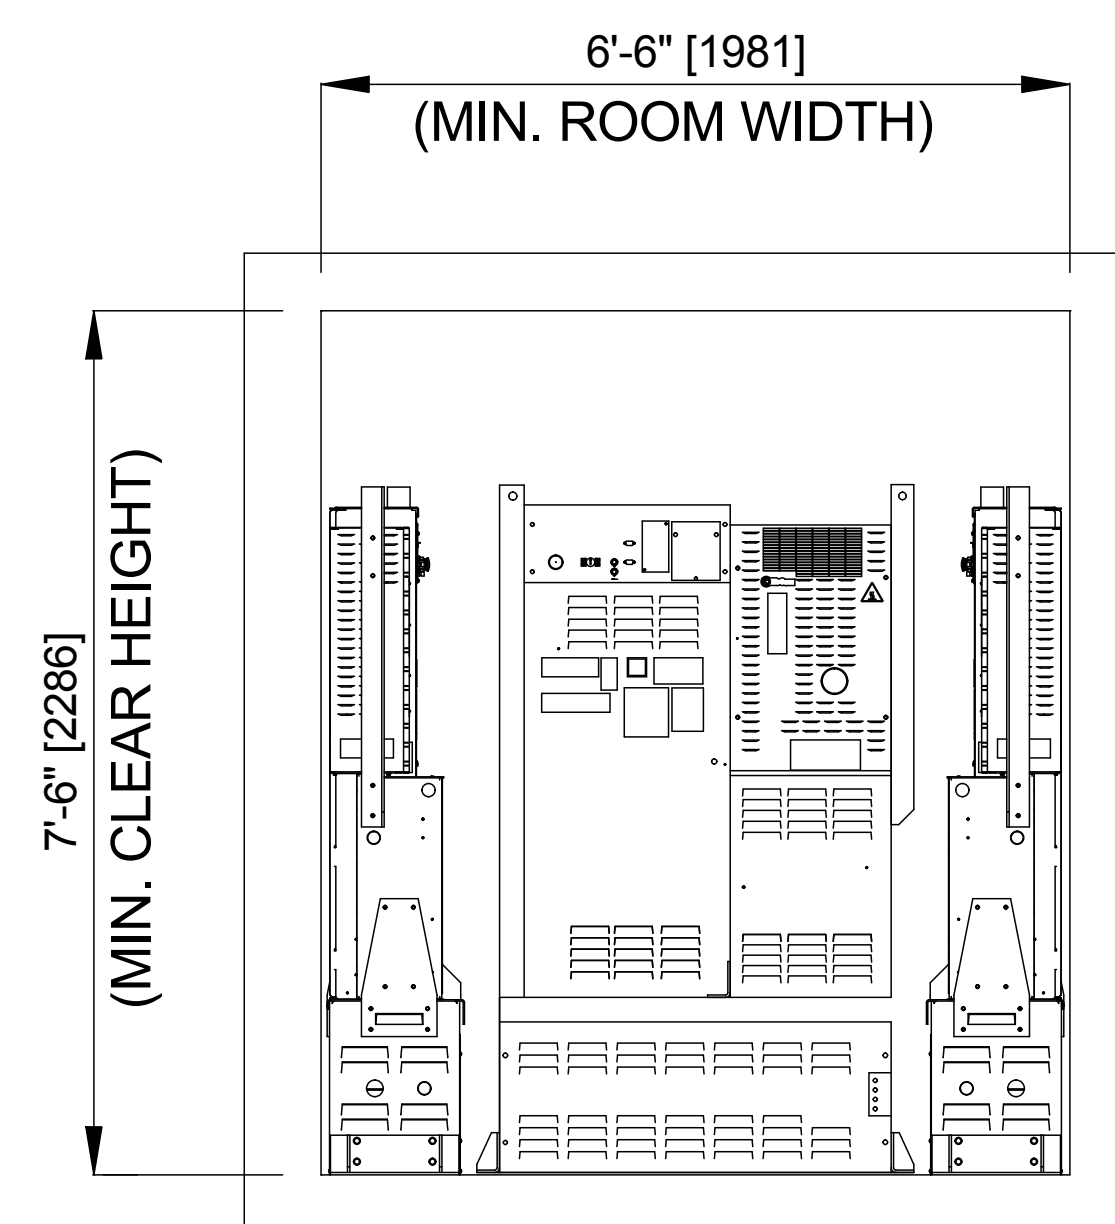 6'-6" [1981]
(MIN. ROOM WIDTH)
7'-6" [2286]
(MIN. CLEAR HEIGHT)